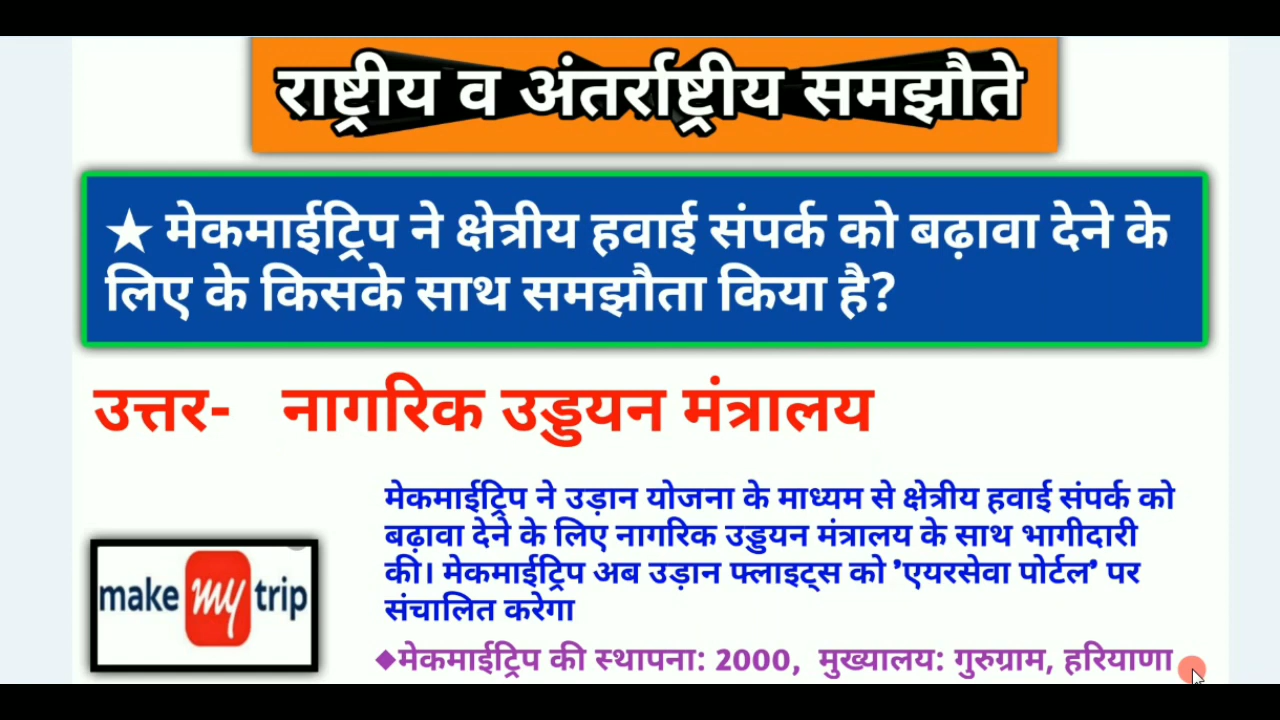 राष्ट्रीय व अंतर्राष्ट्रीय समझौते
★ मेकमाईट्रिप ने क्षेत्रीय हवाई संपर्क को बढ़ावा देने के
लिए के किसके साथ समझौता किया है?
उत्तर- नागरिक उड्डयन मंत्रालय
मेकमाईट्रिप ने उड़ान योजना के माध्यम से क्षेत्रीय हवाई संपर्क को
बढ़ावा देने के लिए नागरिक उड्डयन मंत्रालय के साथ भागीदारी
की। मेकमाईट्रिप अब उड़ान फ्लाइट्स को ’एयरसेवा पोर्टल’ पर
संचालित करेगा
make my trip
◆मेकमाईट्रिप की स्थापना: 2000, मुख्यालय: गुरुग्राम, हरियाणा